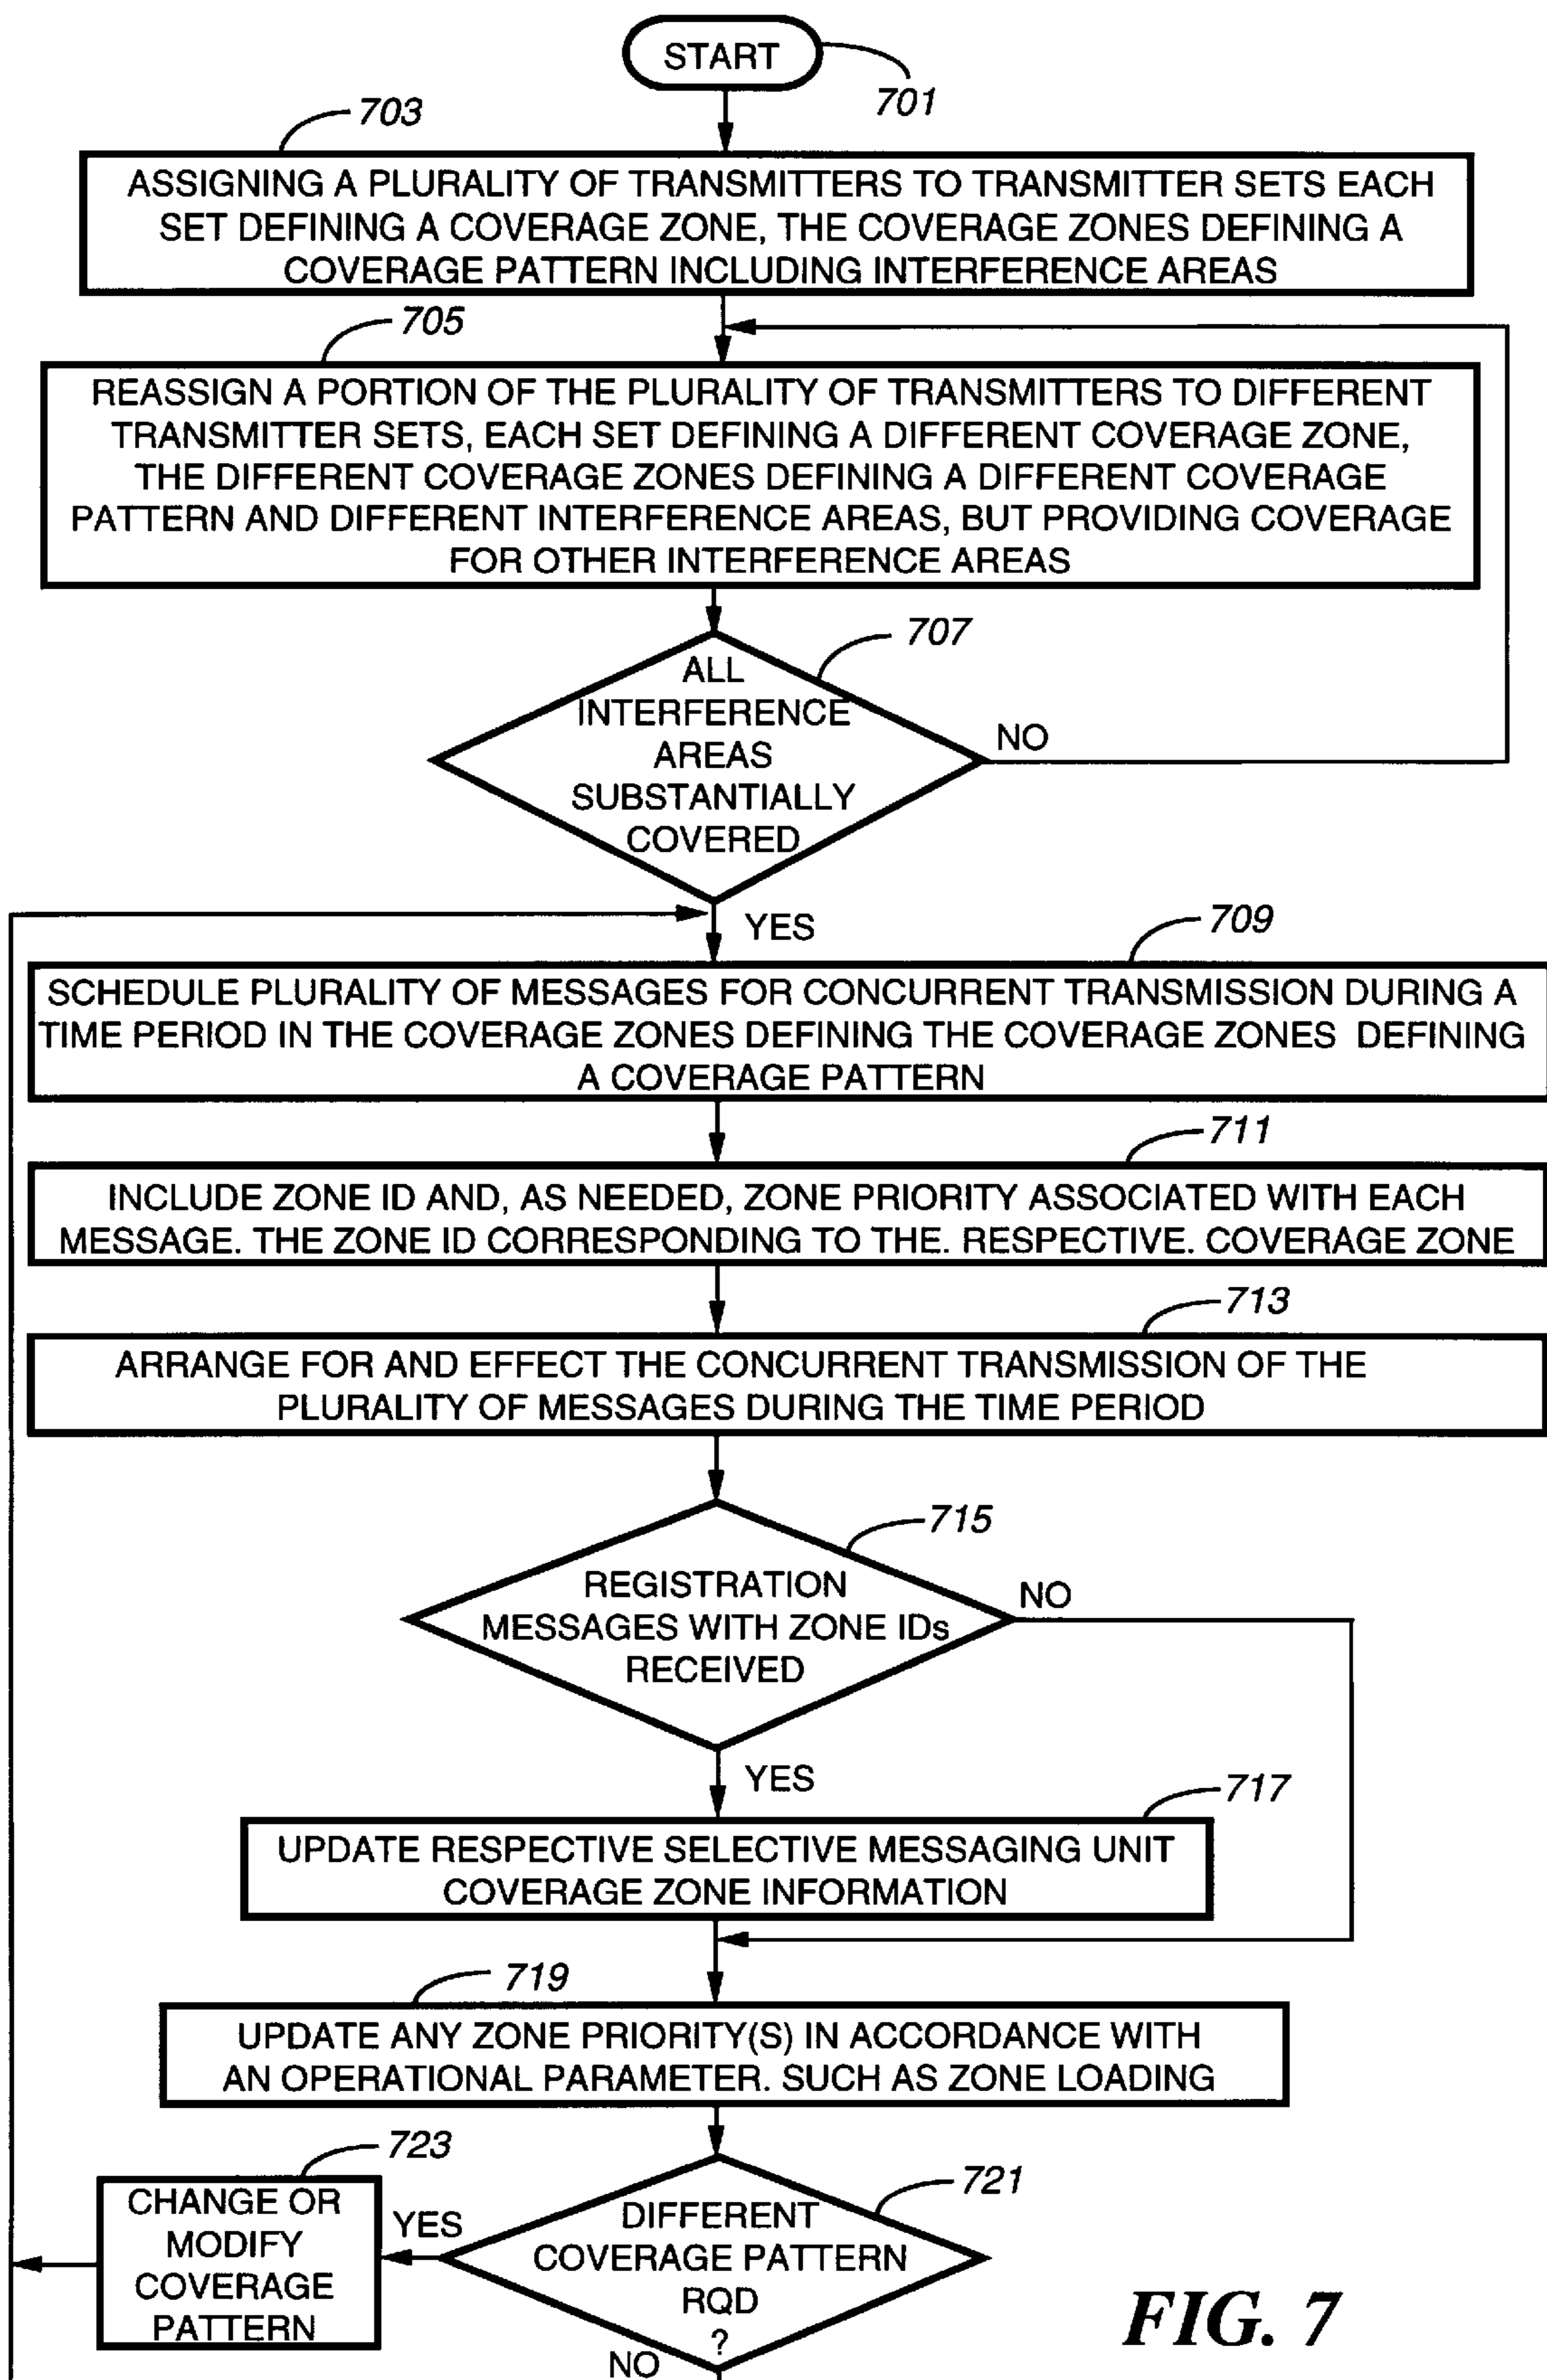 START
701
703
ASSIGNING A PLURALITY OF TRANSMITTERS TO TRANSMITTER SETS EACH
SET DEFINING A COVERAGE ZONE, THE COVERAGE ZONES DEFINING A
COVERAGE PATTERN INCLUDING INTERFERENCE AREAS
705
REASSIGN A PORTION OF THE PLURALITY OF TRANSMITTERS TO DIFFERENT
TRANSMITTER SETS, EACH SET DEFINING A DIFFERENT COVERAGE ZONE,
THE DIFFERENT COVERAGE ZONES DEFINING A DIFFERENT COVERAGE
PATTERN AND DIFFERENT INTERFERENCE AREAS, BUT PROVIDING COVERAGE
FOR OTHER INTERFERENCE AREAS
707
ALL
INTERFERENCE
AREAS
SUBSTANTIALLY
COVERED
NO
YES
709
SCHEDULE PLURALITY OF MESSAGES FOR CONCURRENT TRANSMISSION DURING A
TIME PERIOD IN THE COVERAGE ZONES DEFINING THE COVERAGE ZONES DEFINING
A COVERAGE PATTERN
711
INCLUDE ZONE ID AND, AS NEEDED, ZONE PRIORITY ASSOCIATED WITH EACH
MESSAGE. THE ZONE ID CORRESPONDING TO THE. RESPECTIVE. COVERAGE ZONE
713
ARRANGE FOR AND EFFECT THE CONCURRENT TRANSMISSION OF THE
PLURALITY OF MESSAGES DURING THE TIME PERIOD
715
REGISTRATION
MESSAGES WITH ZONE IDs
RECEIVED
NO
YES
717
UPDATE RESPECTIVE SELECTIVE MESSAGING UNIT
COVERAGE ZONE INFORMATION
719
UPDATE ANY ZONE PRIORITY(S) IN ACCORDANCE WITH
AN OPERATIONAL PARAMETER. SUCH AS ZONE LOADING
723
CHANGE OR
MODIFY
COVERAGE
PATTERN
YES
721
DIFFERENT
COVERAGE PATTERN
RQD
?
NO
FIG. 7